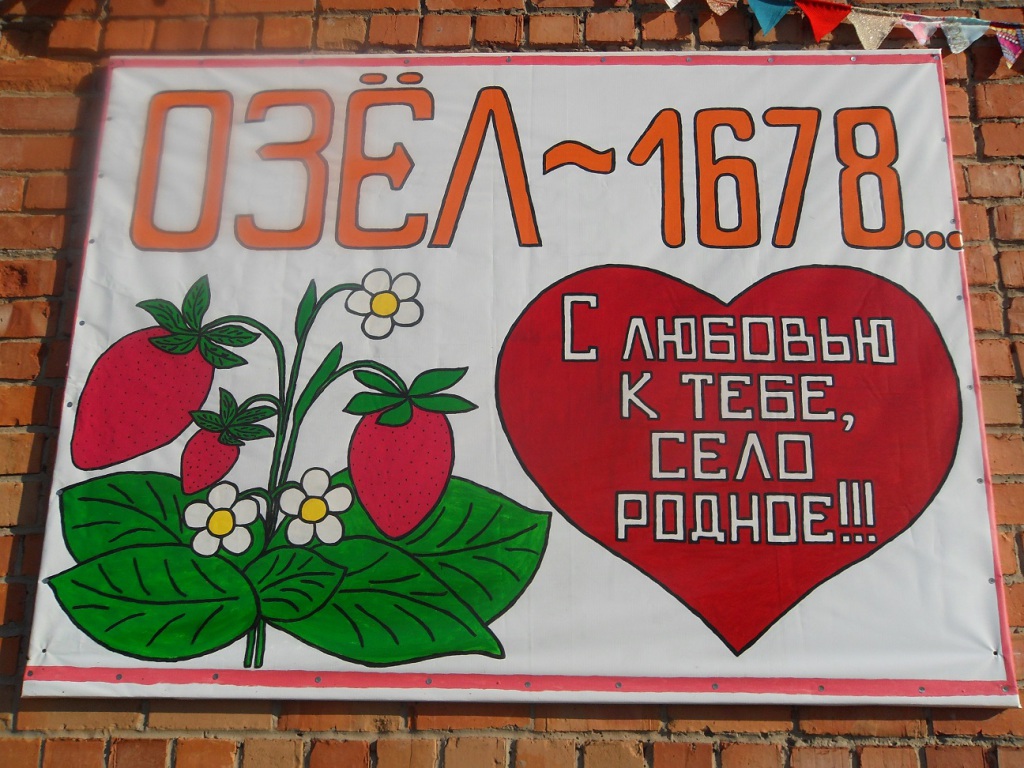 ОЗЁЛ~1678...
С ЛЮБОВЬЮ
К ТЕБЕ,
СЕЛО
РОДНОЕ!!!